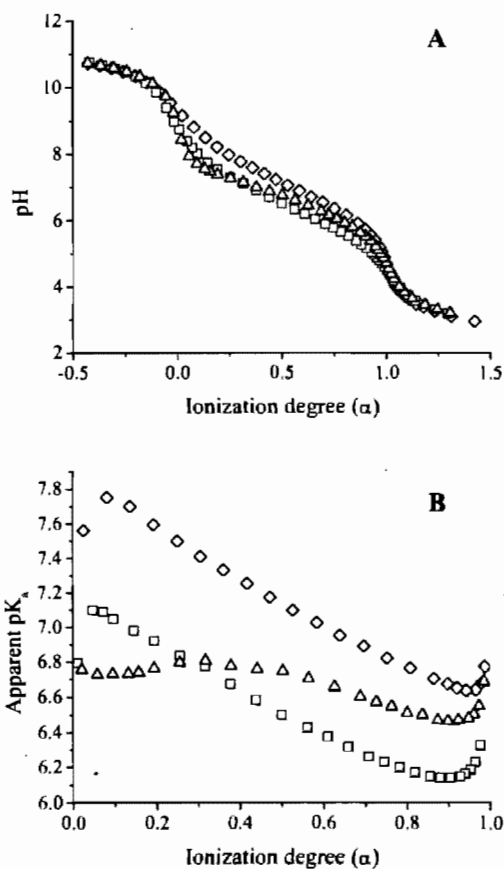 A
12
10
8
6
4
2
pH
-0.5 0.0 0.5 1.0 1.5
Ionization degree (α)
B
7.8
7.6
7.4
7.2
7.0
6.8
6.6
6.4
6.2
6.0
Apparent pKa
0.0 0.2 0.4 0.6 0.8 1.0
Ionization degree (α)